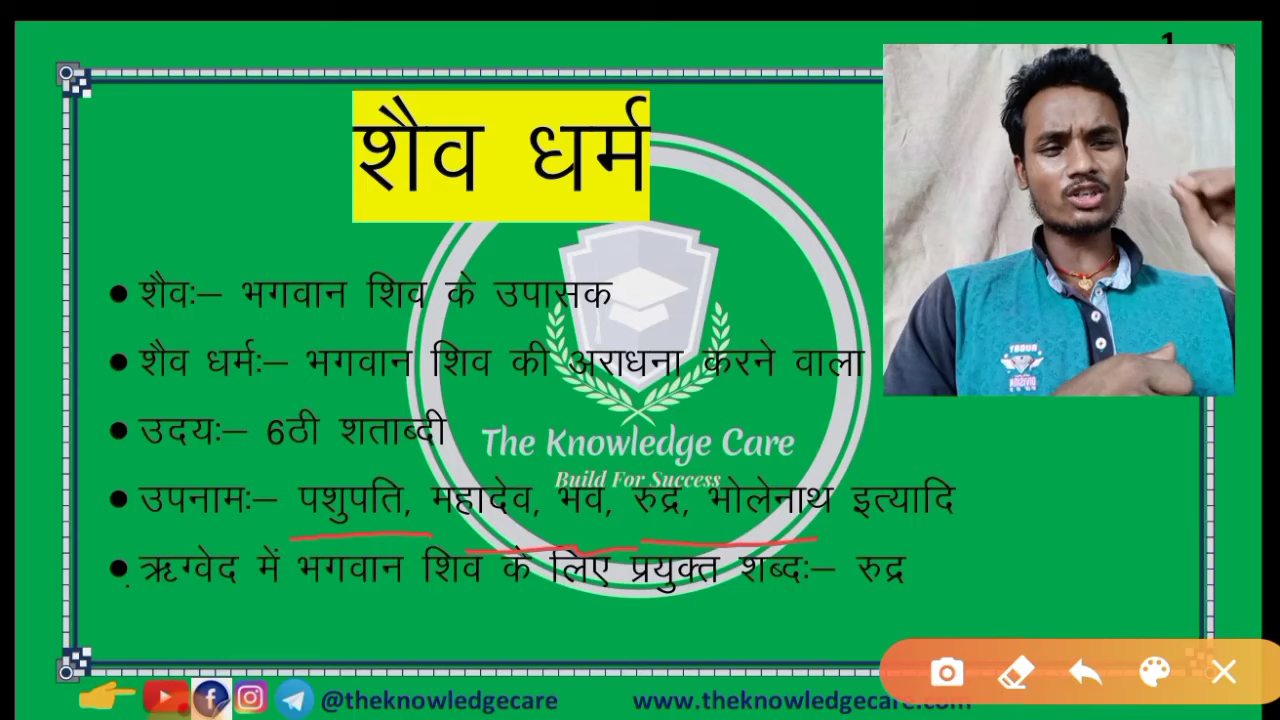 1
शैव धर्म
शैवः– भगवान शिव के उपासक
शैव धर्मः– भगवान शिव की अराधना करने वाला
उदयः– 6ठी शताब्दी
The Knowledge Care
Build For Success
उपनामः– पशुपति, महादेव, भव, रुद्र, भोलेनाथ इत्यादि
ऋग्वेद में भगवान शिव के लिए प्रयुक्त शब्दः– रुद्र
@theknowledgecare www.theknowledgecare.com